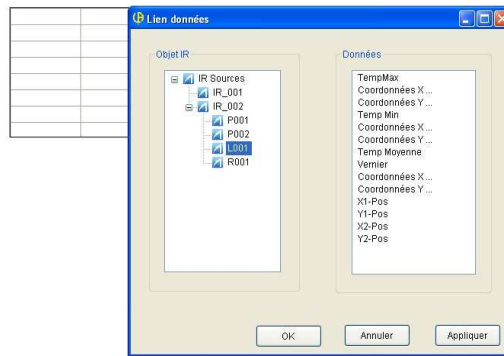 Lien données
Objet IR
IR Sources
IR_001
IR_002
P001
P002
L001
R001
Données
TempMax
Coordonnées X ...
Coordonnées Y ...
Temp Min
Coordonnées X ...
Coordonnées Y ...
Temp Moyenne
Vernier
Coordonnées X ...
Coordonnées Y ...
X1-Pos
Y1-Pos
X2-Pos
Y2-Pos
OK
Annuler
Appliquer